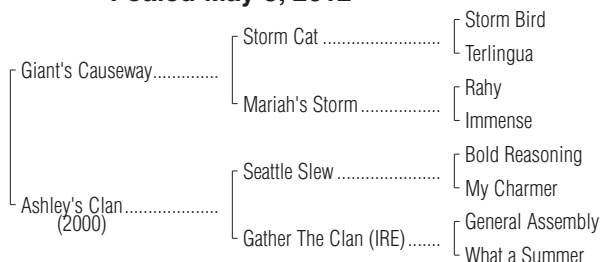 Foaled May 6, 2012
Storm Bird
Storm Cat
Terlingua
Giant's Causeway
Rahy
Mariah's Storm
Immense
Bold Reasoning
Seattle Slew
My Charmer
Ashley's Clan
(2000)
General Assembly
Gather The Clan (IRE)
What a Summer